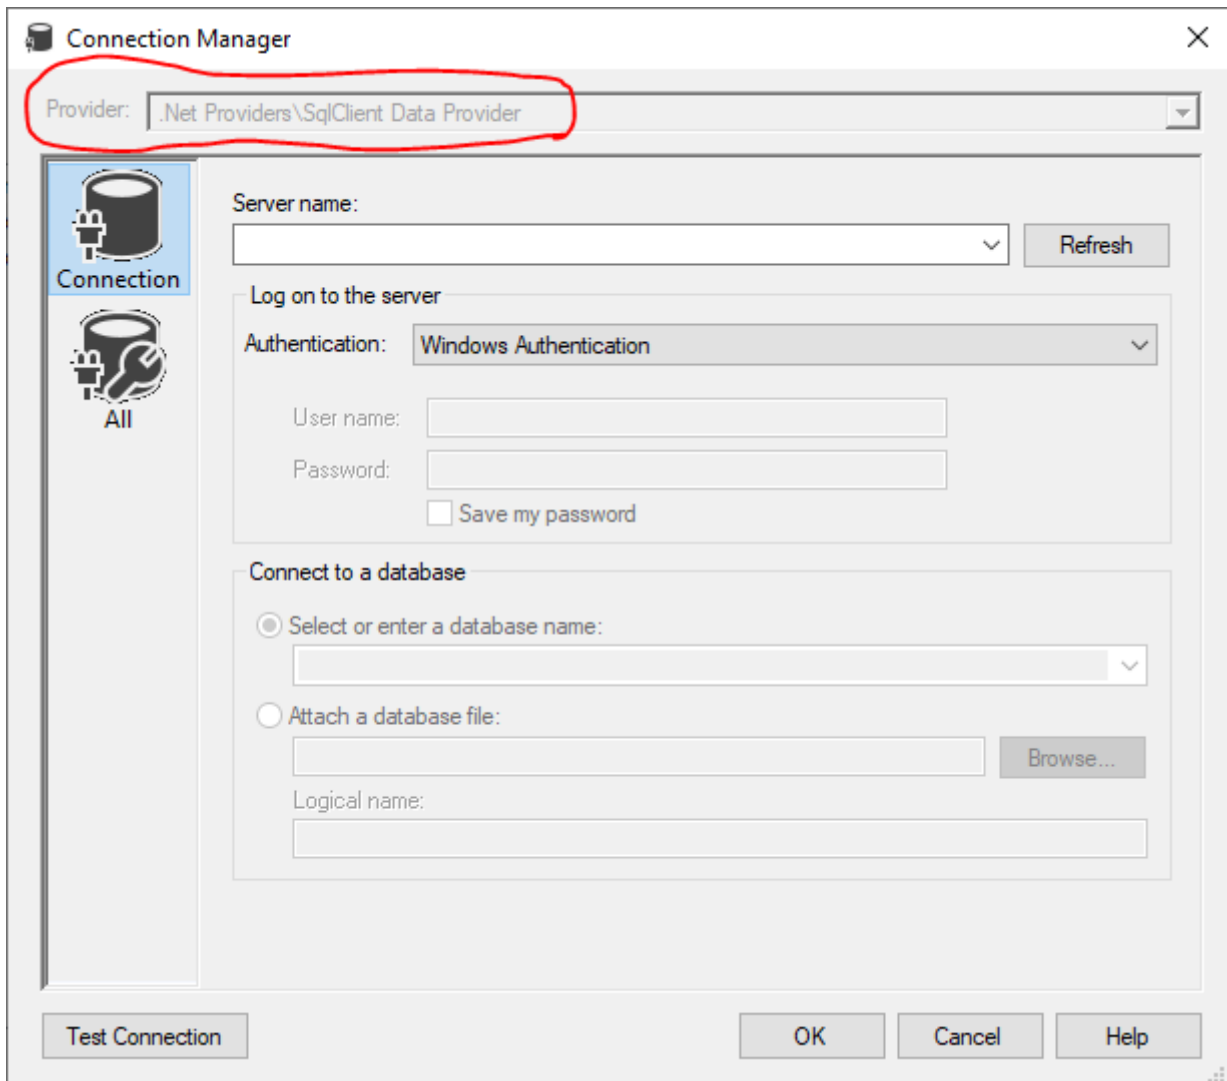 Connection Manager
Provider: .Net Providers\SqlClient Data Provider
Connection
All
Server name:
Refresh
Log on to the server
Authentication: Windows Authentication
User name:
Password:
Save my password
Connect to a database
Select or enter a database name:
Attach a database file:
Browse...
Logical name:
Test Connection OK Cancel Help